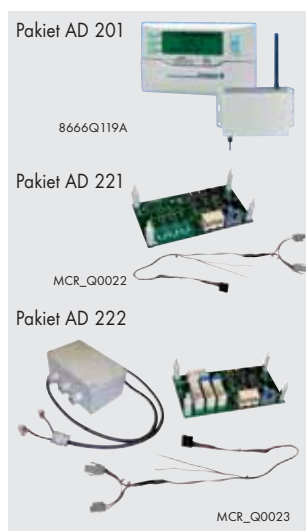 Pakiet AD 201
8666Q119A
Pakiet AD 221
MCR_Q0022
Pakiet AD 222
MCR_Q0023